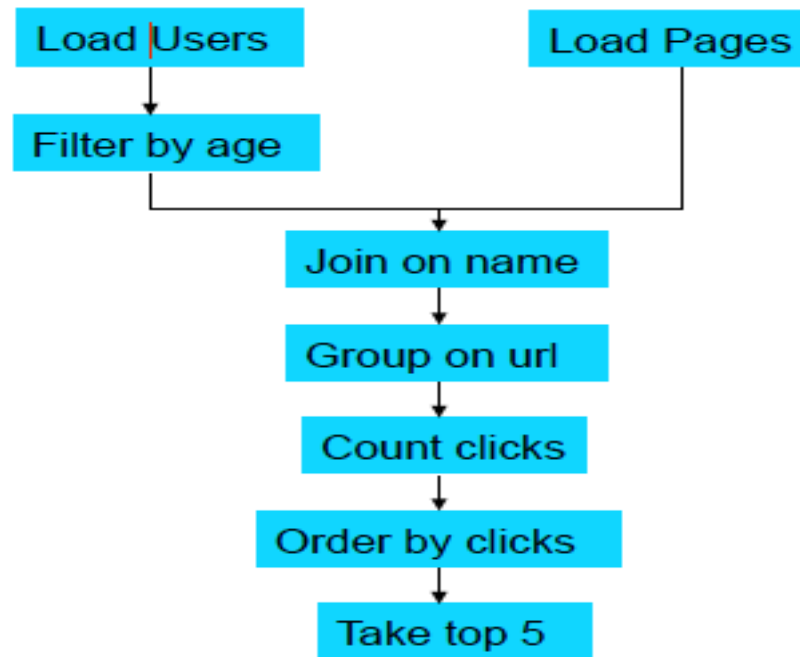 Load Users
Load Pages
Filter by age
Join on name
Group on url
Count clicks
Order by clicks
Take top 5